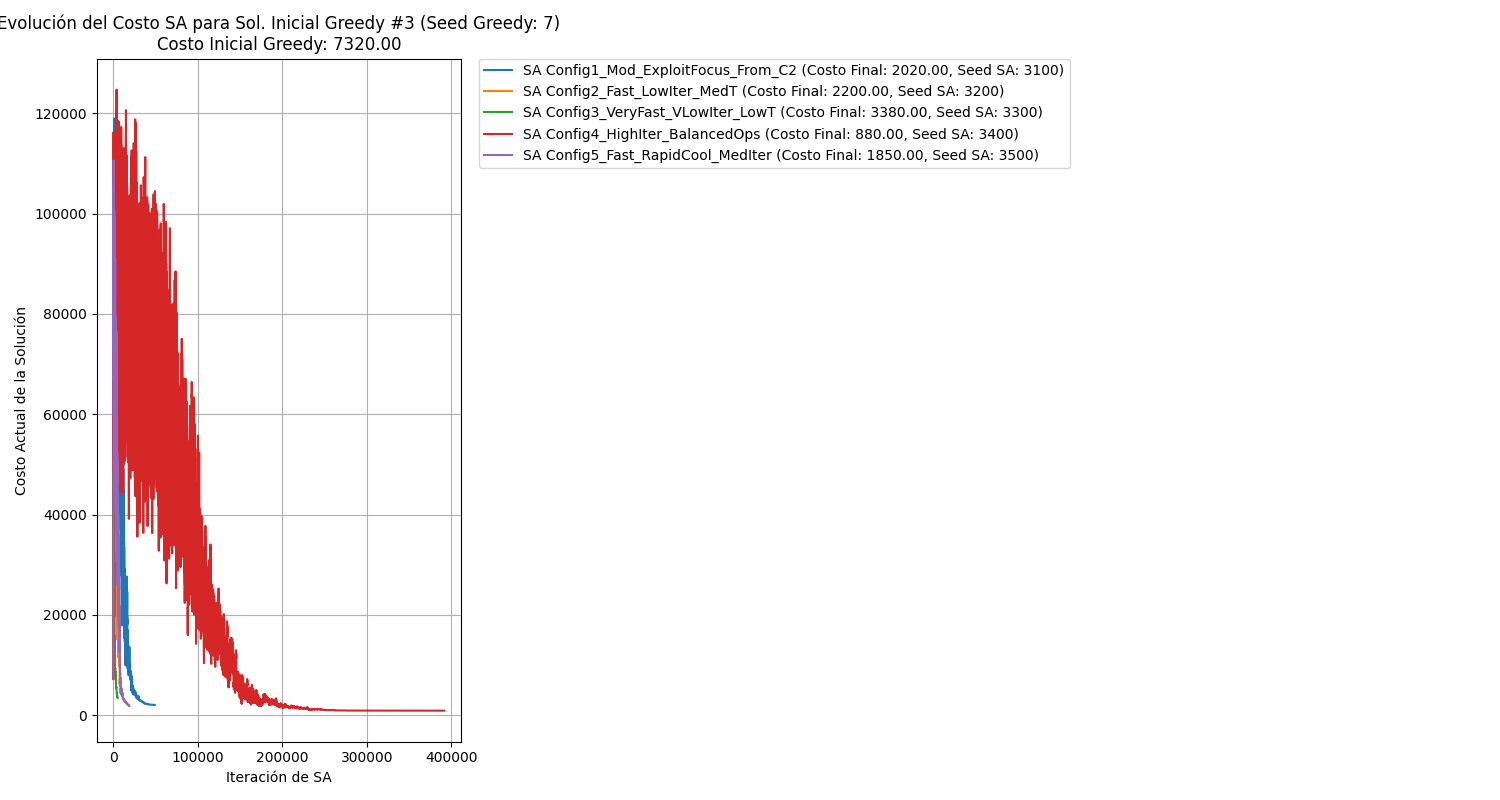 Evolución del Costo SA para Sol. Inicial Greedy #3 (Seed Greedy: 7)
Costo Inicial Greedy: 7320.00
SA Config1_Mod_ExploitFocus_From_C2 (Costo Final: 2020.00, Seed SA: 3100)
SA Config2_Fast_LowIter_MedT (Costo Final: 2200.00, Seed SA: 3200)
SA Config3_VeryFast_VLowIter_LowT (Costo Final: 3380.00, Seed SA: 3300)
SA Config4_HighIter_BalancedOps (Costo Final: 880.00, Seed SA: 3400)
SA Config5_Fast_RapidCool_MedIter (Costo Final: 1850.00, Seed SA: 3500)
Costo Actual de la Solución
120000
100000
80000
60000
40000
20000
0
0 100000 200000 300000 400000
Iteración de SA